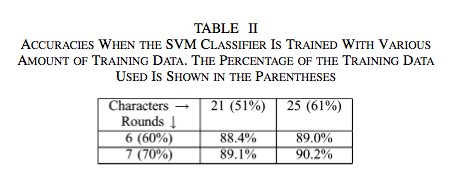 TABLE II
ACCURACIES WHEN THE SVM CLASSIFIER IS TRAINED WITH VARIOUS
AMOUNT OF TRAINING DATA. THE PERCENTAGE OF THE TRAINING DATA
USED IS SHOWN IN THE PARENTHESES
Characters → 21 (51%) 25 (61%)
Rounds ↓
6 (60%) 88.4% 89.0%
7 (70%) 89.1% 90.2%